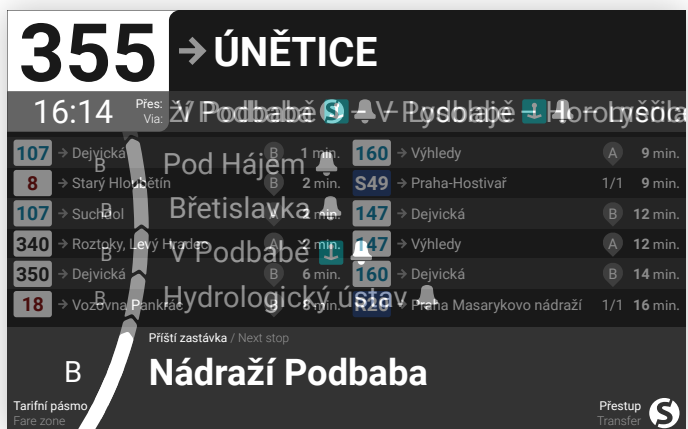 355
→ ÚNĚTICE
16:14
Přes:
Via:
V Podbabě
107 → Dejvická B 1 min.
160 → Výhledy A 9 min.
B
Pod Hájem
8 → Starý Hloubětín B 2 min.
S49 → Praha-Hostivař 1/1 9 min.
Břetislavka
107 → Suchdol 2 min.
147 → Dejvická B 12 min.
B
340 → Roztoky, Levý Hradec A 2 min.
147 → Výhledy A 12 min.
B
V Podbabě
350 → Dejvická B 6 min.
160 → Dejvická B 14 min.
B
Hydrologický ústav
18 → Vozovna Pankrác min.
→ Praha Masarykovo nádraží 1/1 16 min.
Příští zastávka / Next stop
B
Nádraží Podbaba
Tarifní pásmo
Fare zone
Přestup
Transfer
S